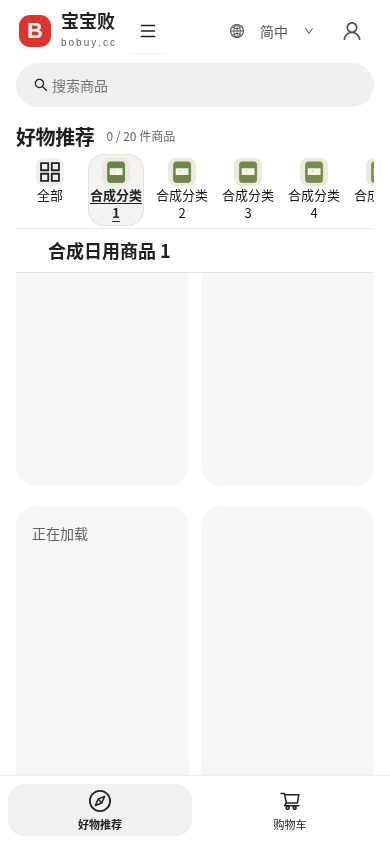 B 宝宝败
bobuy.cc
简中
搜索商品
好物推荐 0 / 20 件商品
全部
合成分类
1
合成分类
2
合成分类
3
合成分类
4
合成日用商品 1
正在加载
好物推荐
购物车